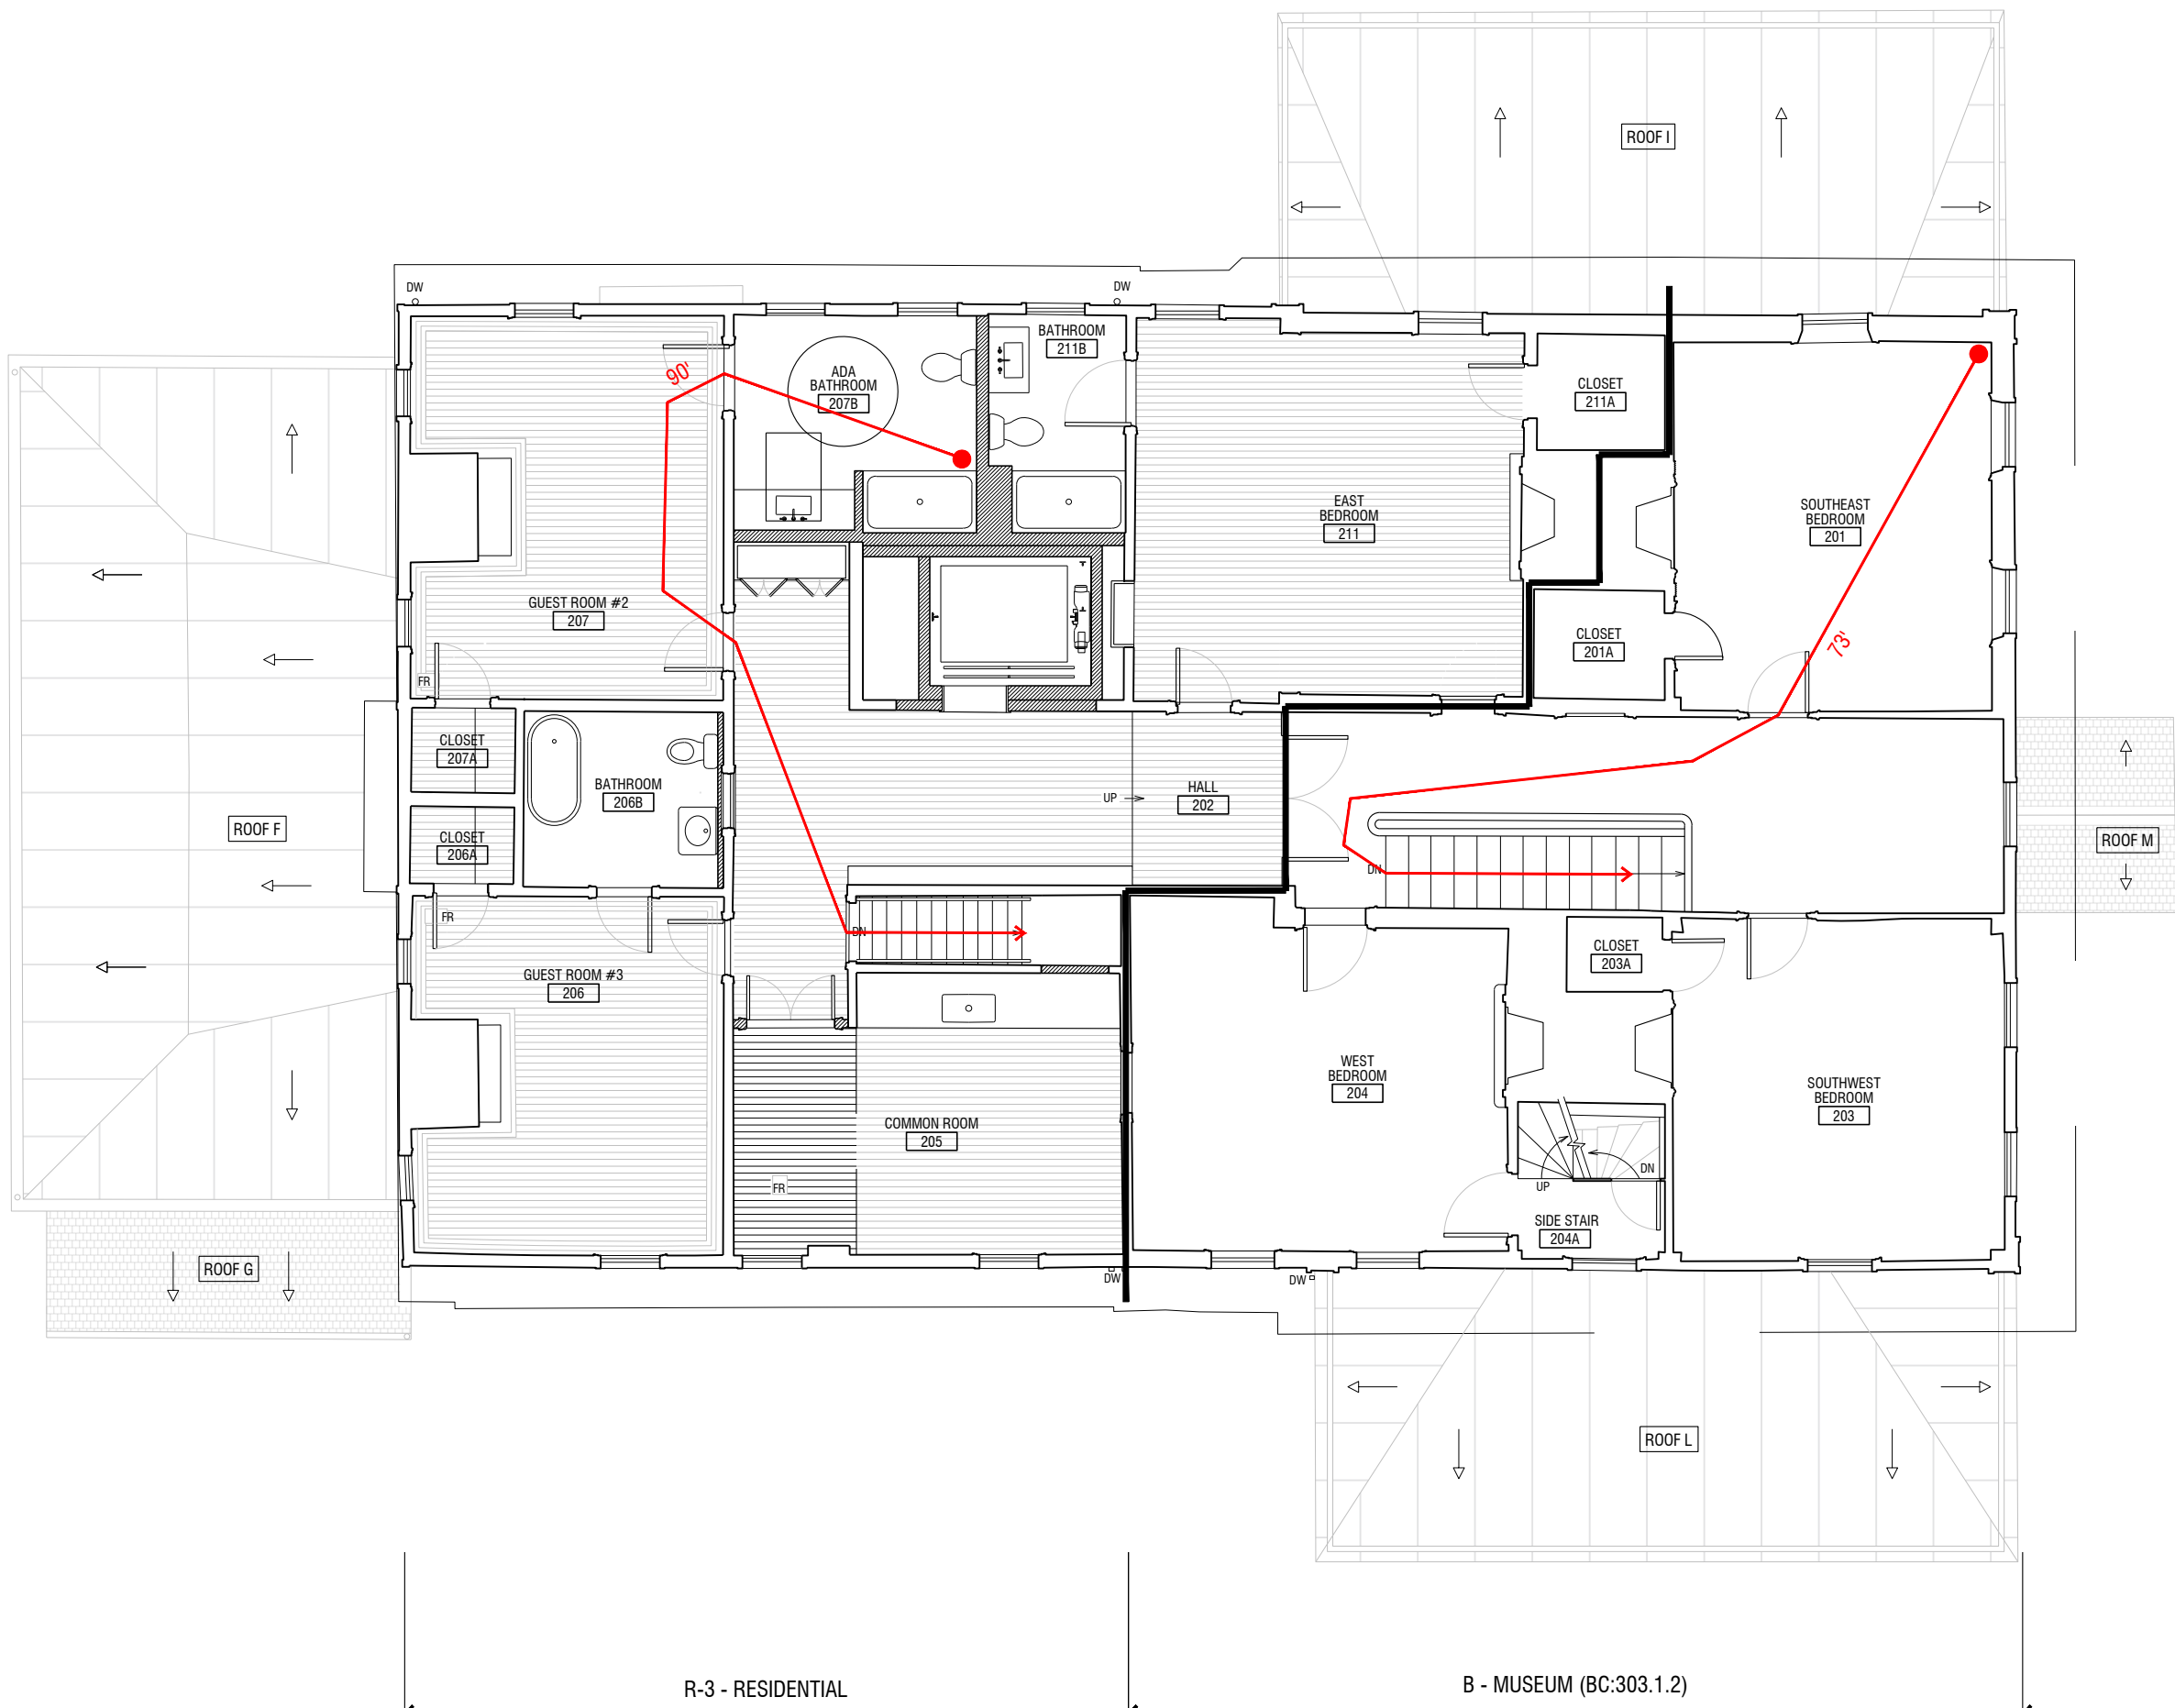 ROOF I
DW
DW
BATHROOM
211B
ADA
BATHROOM
207B
90'
CLOSET
211A
EAST
BEDROOM
211
SOUTHEAST
BEDROOM
201
GUEST ROOM #2
207
CLOSET
201A
73'
FR
CLOSET
207A
BATHROOM
206B
UP
HALL
202
ROOF F
CLOSET
206A
ROOF M
DN
FR
DN
GUEST ROOM #3
206
CLOSET
203A
WEST
BEDROOM
204
SOUTHWEST
BEDROOM
203
COMMON ROOM
205
FR
UP
DN
SIDE STAIR
204A
ROOF G
DW
DW
ROOF L
R-3 - RESIDENTIAL
B - MUSEUM (BC:303.1.2)